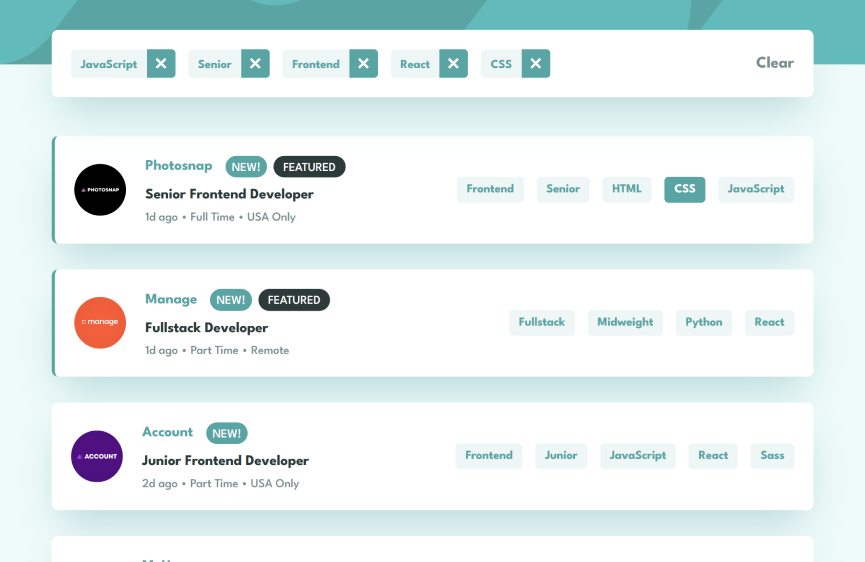 JavaScript Senior Frontend React CSS Clear
PHOTOSNAP
Photosnap NEW! FEATURED
Senior Frontend Developer
1d ago • Full Time • USA Only
Frontend Senior HTML CSS JavaScript
manage
Manage NEW! FEATURED
Fullstack Developer
1d ago • Part Time • Remote
Fullstack Midweight Python React
ACCOUNT
Account NEW!
Junior Frontend Developer
2d ago • Part Time • USA Only
Frontend Junior JavaScript React Sass